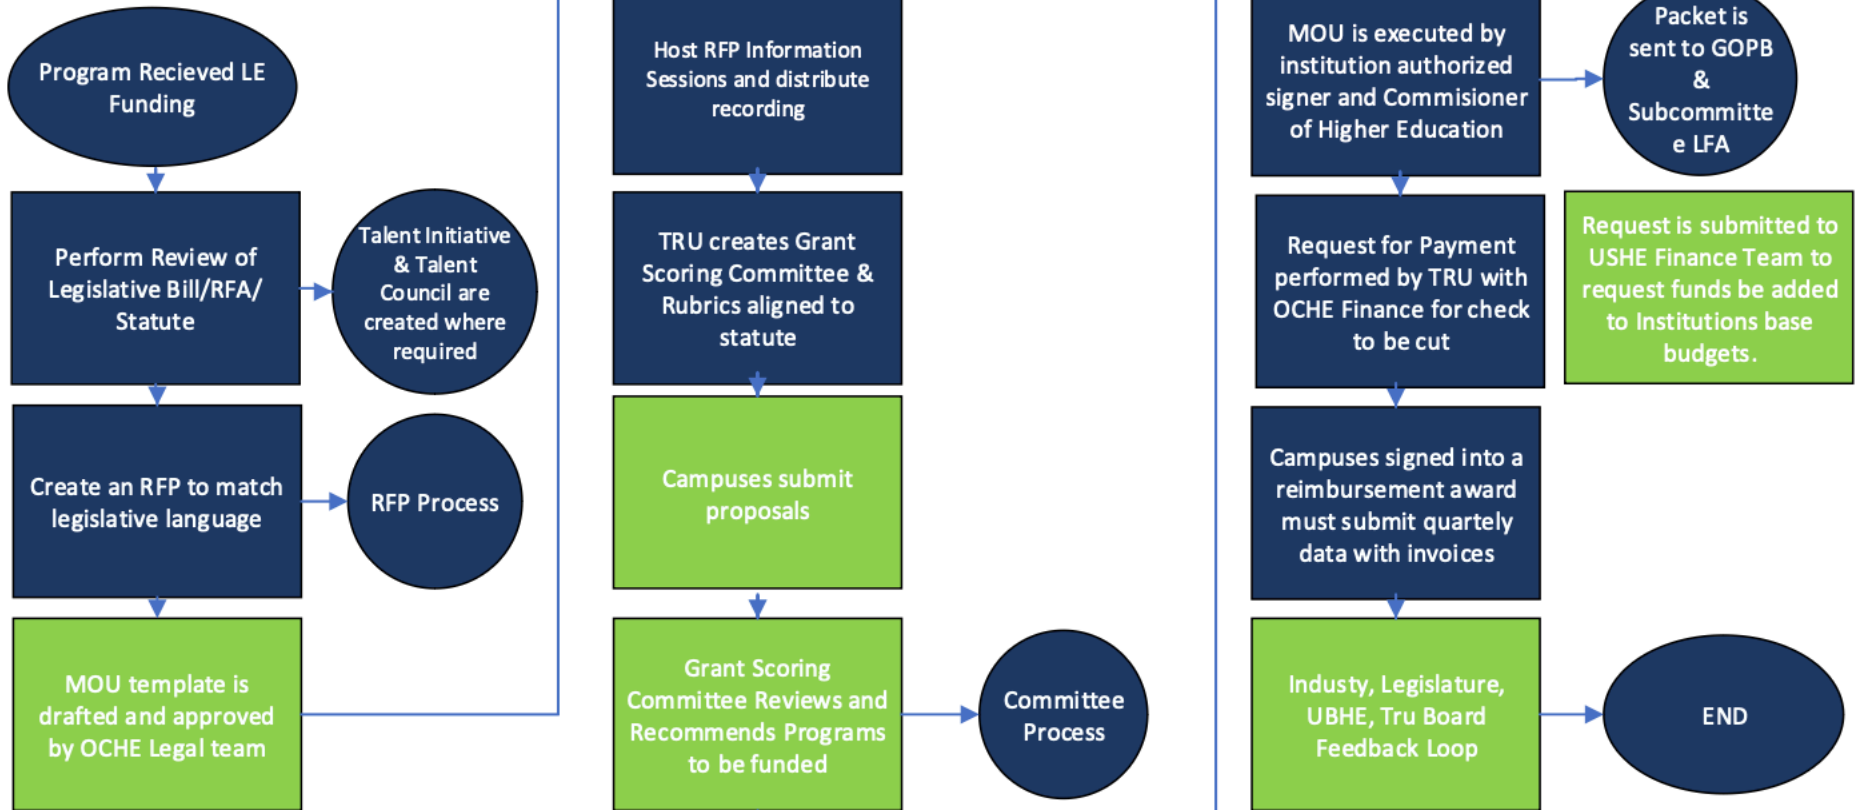 Program Recieved LE
Funding
Perform Review of
Legislative Bill/RFA/
Statute
Talent Initiative
& Talent
Council are
created where
required
Create an RFP to match
legislative language
RFP Process
MOU template is
drafted and approved
by OCHE Legal team
Host RFP Information
Sessions and distribute
recording
TRU creates Grant
Scoring Committee &
Rubrics aligned to
statute
Campuses submit
proposals
Grant Scoring
Committee Reviews and
Recommends Programs
to be funded
Committee
Process
MOU is executed by
institution authorized
signer and Commisioner
of Higher Education
Packet is
sent to GOPB
&
Subcommitte
e LFA
Request for Payment
performed by TRU with
OCHE Finance for check
to be cut
Request is submitted to
USHE Finance Team to
request funds be added
to Institutions base
budgets.
Campuses signed into a
reimbursement award
must submit quartely
data with invoices
Industy, Legislature,
UBHE, Tru Board
Feedback Loop
END